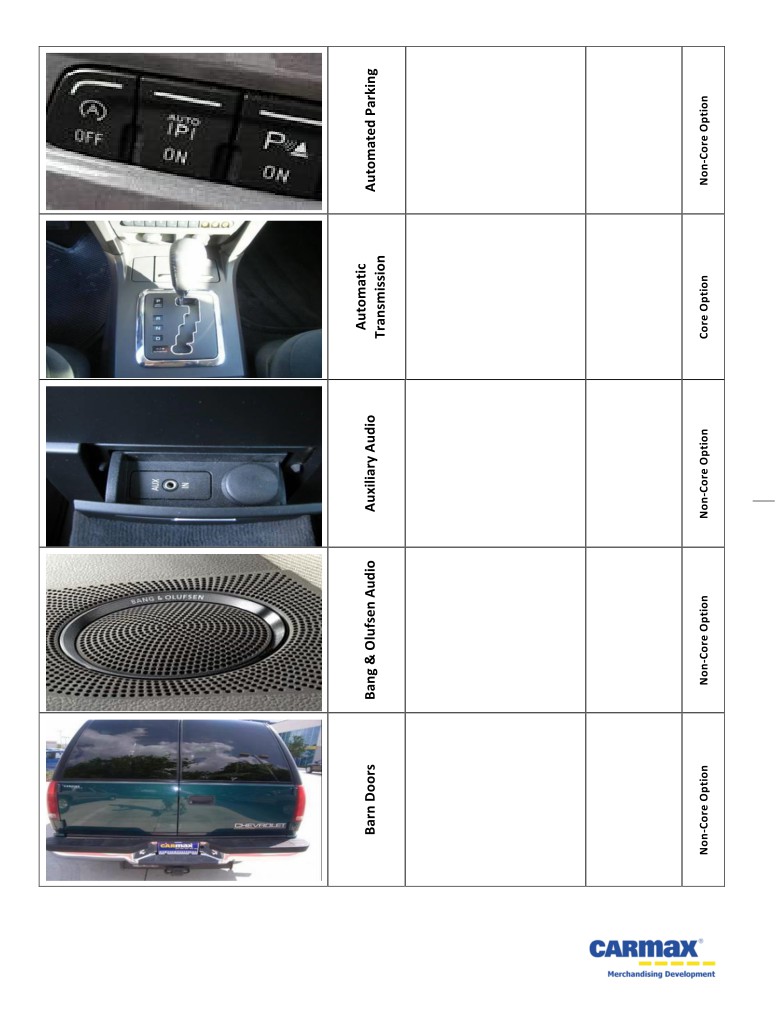 OFF
AUTO
P
ON
P
ON
Automated Parking
Non-Core Option
Automatic
Transmission
Core Option
AUX
IN
Auxiliary Audio
Non-Core Option
BANG & OLUFSEN
Bang & Olufsen Audio
Non-Core Option
CHEVROLET
CARMAX
Barn Doors
Non-Core Option
CARMAX®
Merchandising Development